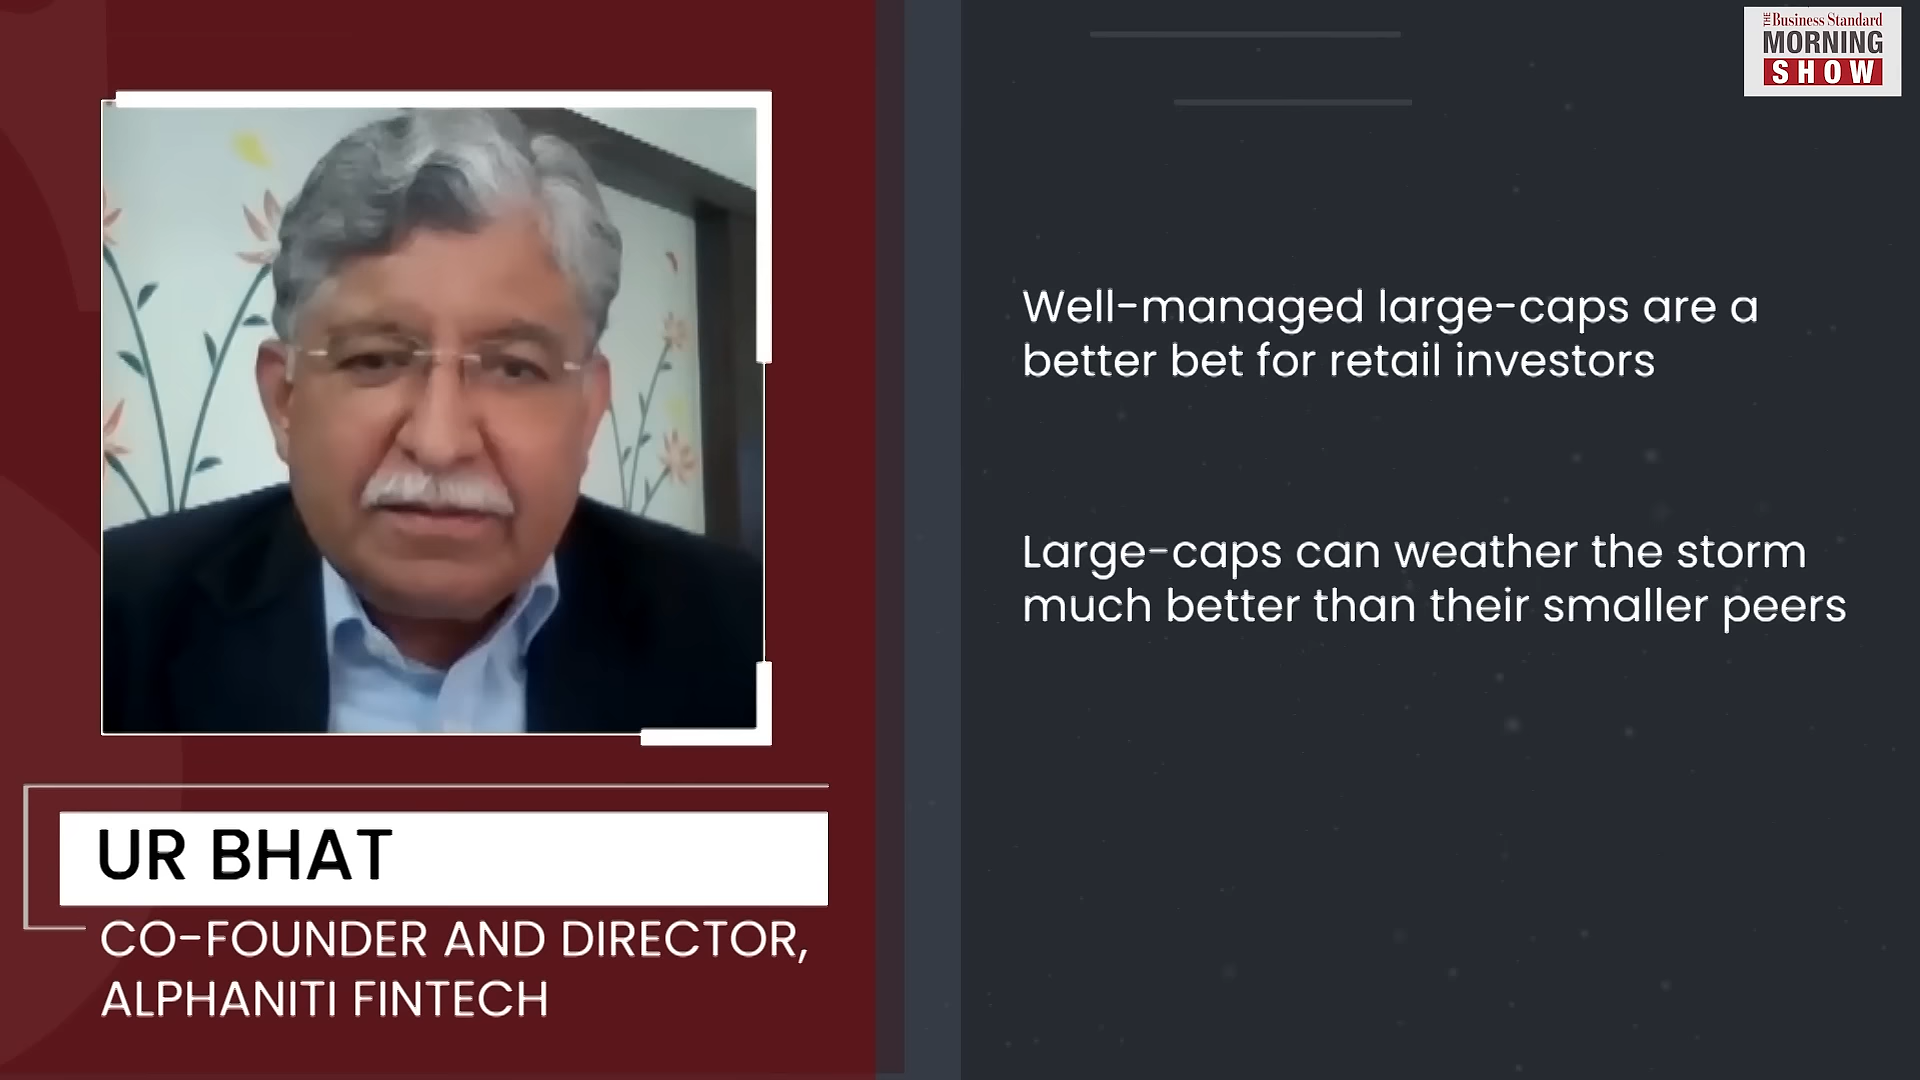 THE Business Standard
MORNING
SHOW
Well-managed large-caps are a
better bet for retail investors
Large-caps can weather the storm
much better than their smaller peers
UR BHAT
CO-FOUNDER AND DIRECTOR,
ALPHANITI FINTECH